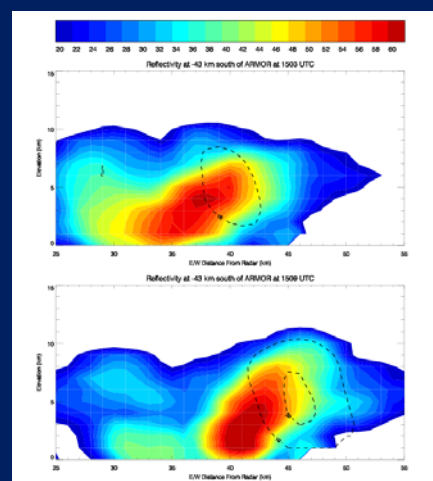 20 22 24 26 28 30 32 34 36 38 40 42 44 46 48 50 52 54 56 58 60
Reflectivity at -43 km south of ARMOR at 1503 UTC
15
10
5
0
Elevation (km)
25 30 35 40 45 50 55
E/W Distance From Radar (km)
Reflectivity at -43 km south of ARMOR at 1509 UTC
15
10
5
0
Elevation (km)
25 30 35 40 45 50 55
E/W Distance From Radar (km)